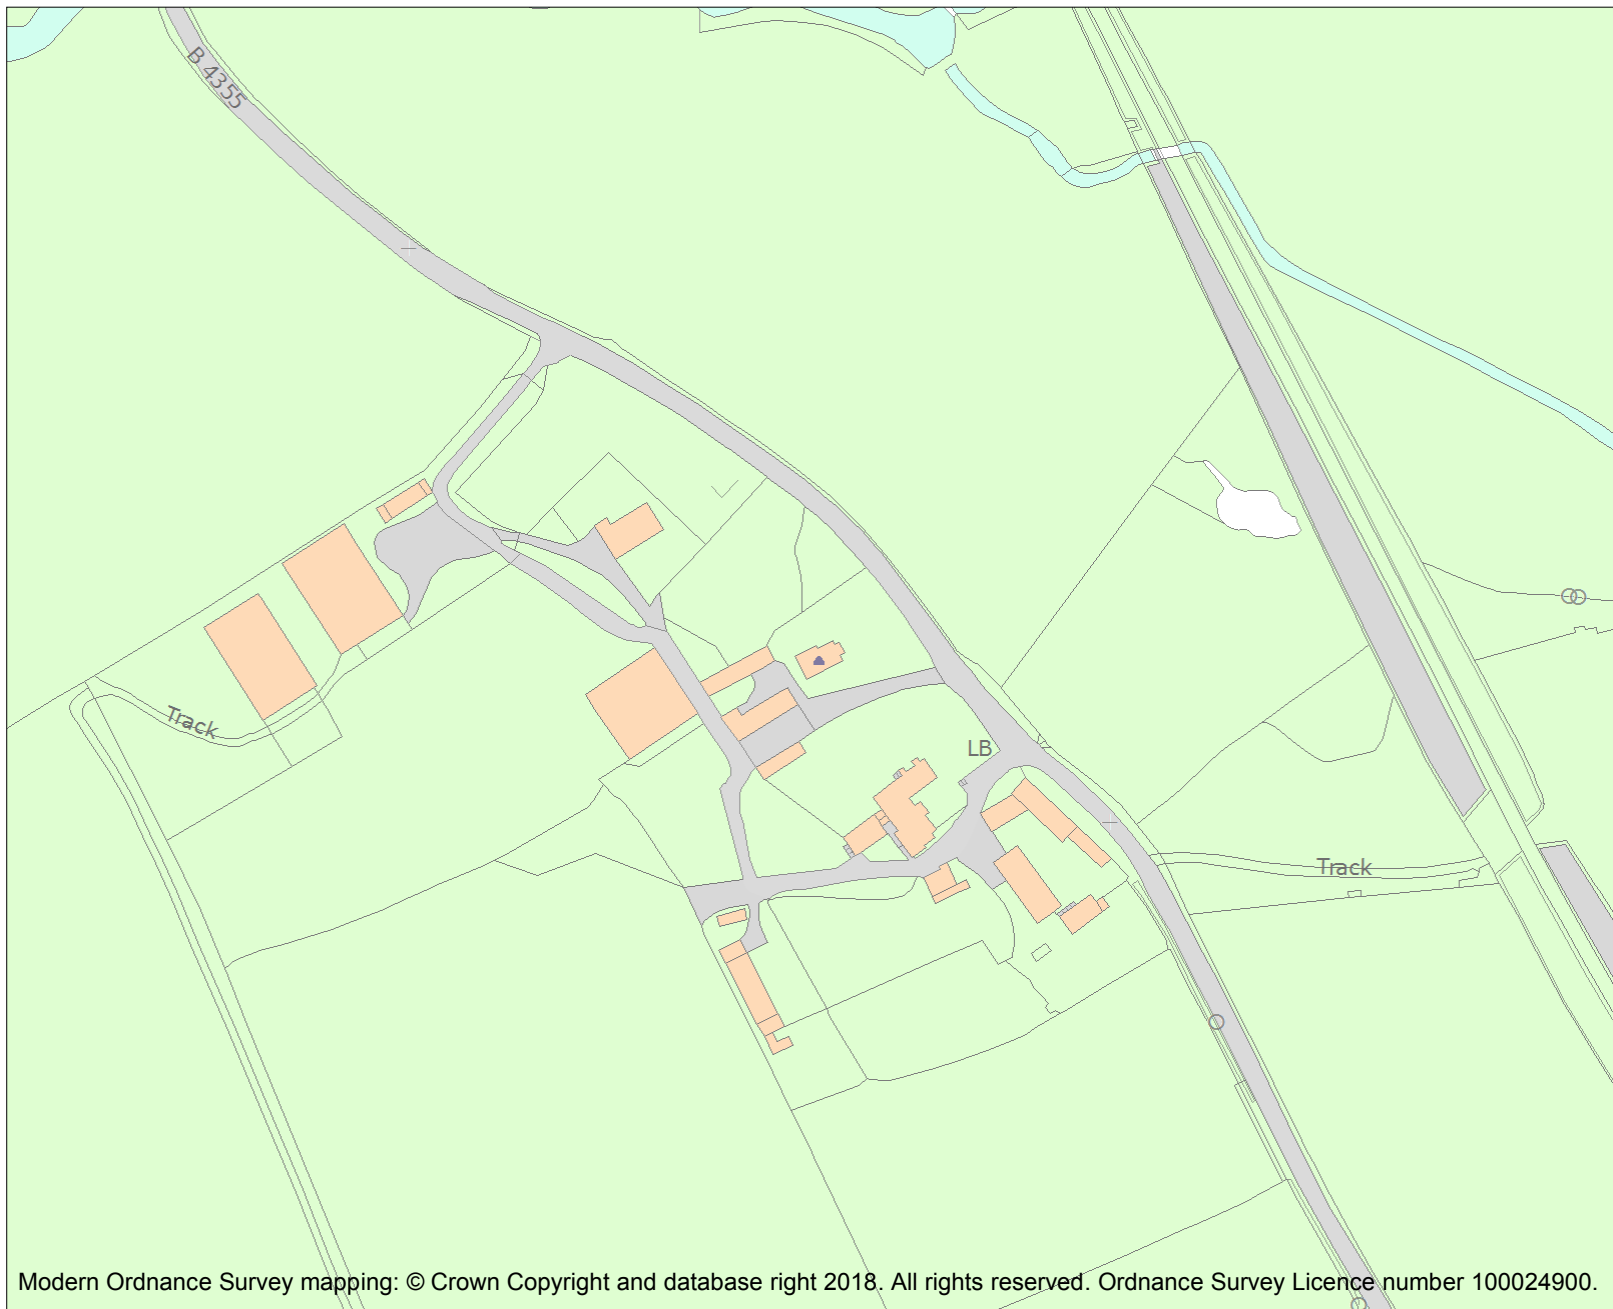 B 4355
Track
LB
Track
Modern Ordnance Survey mapping: © Crown Copyright and database right 2018. All rights reserved. Ordnance Survey Licence number 100024900.